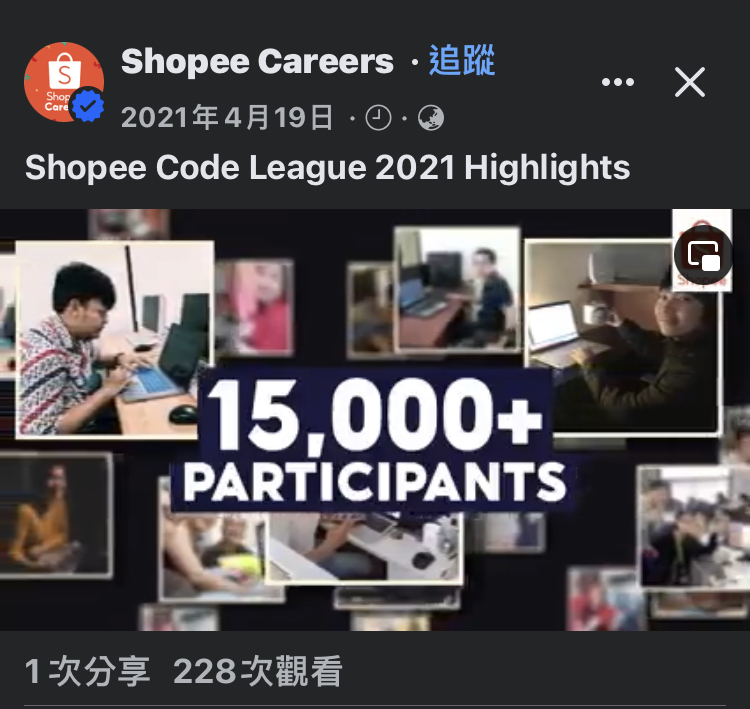 Shopee Careers · 追蹤
2021年4月19日 · ·
Shopee Code League 2021 Highlights
15,000+
PARTICIPANTS
1次分享 228次觀看